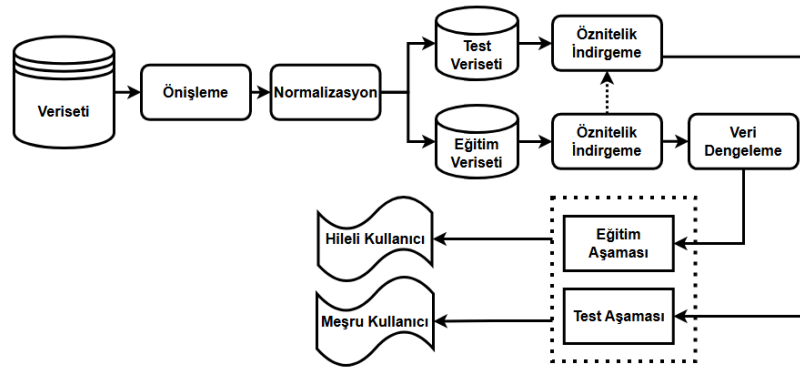 Veriseti
Önişleme
Normalizasyon
Test
Veriseti
Öznitelik
İndirgeme
Eğitim
Veriseti
Öznitelik
İndirgeme
Veri
Dengeleme
Hileli Kullanıcı
Eğitim
Aşaması
Meşru Kullanıcı
Test Aşaması